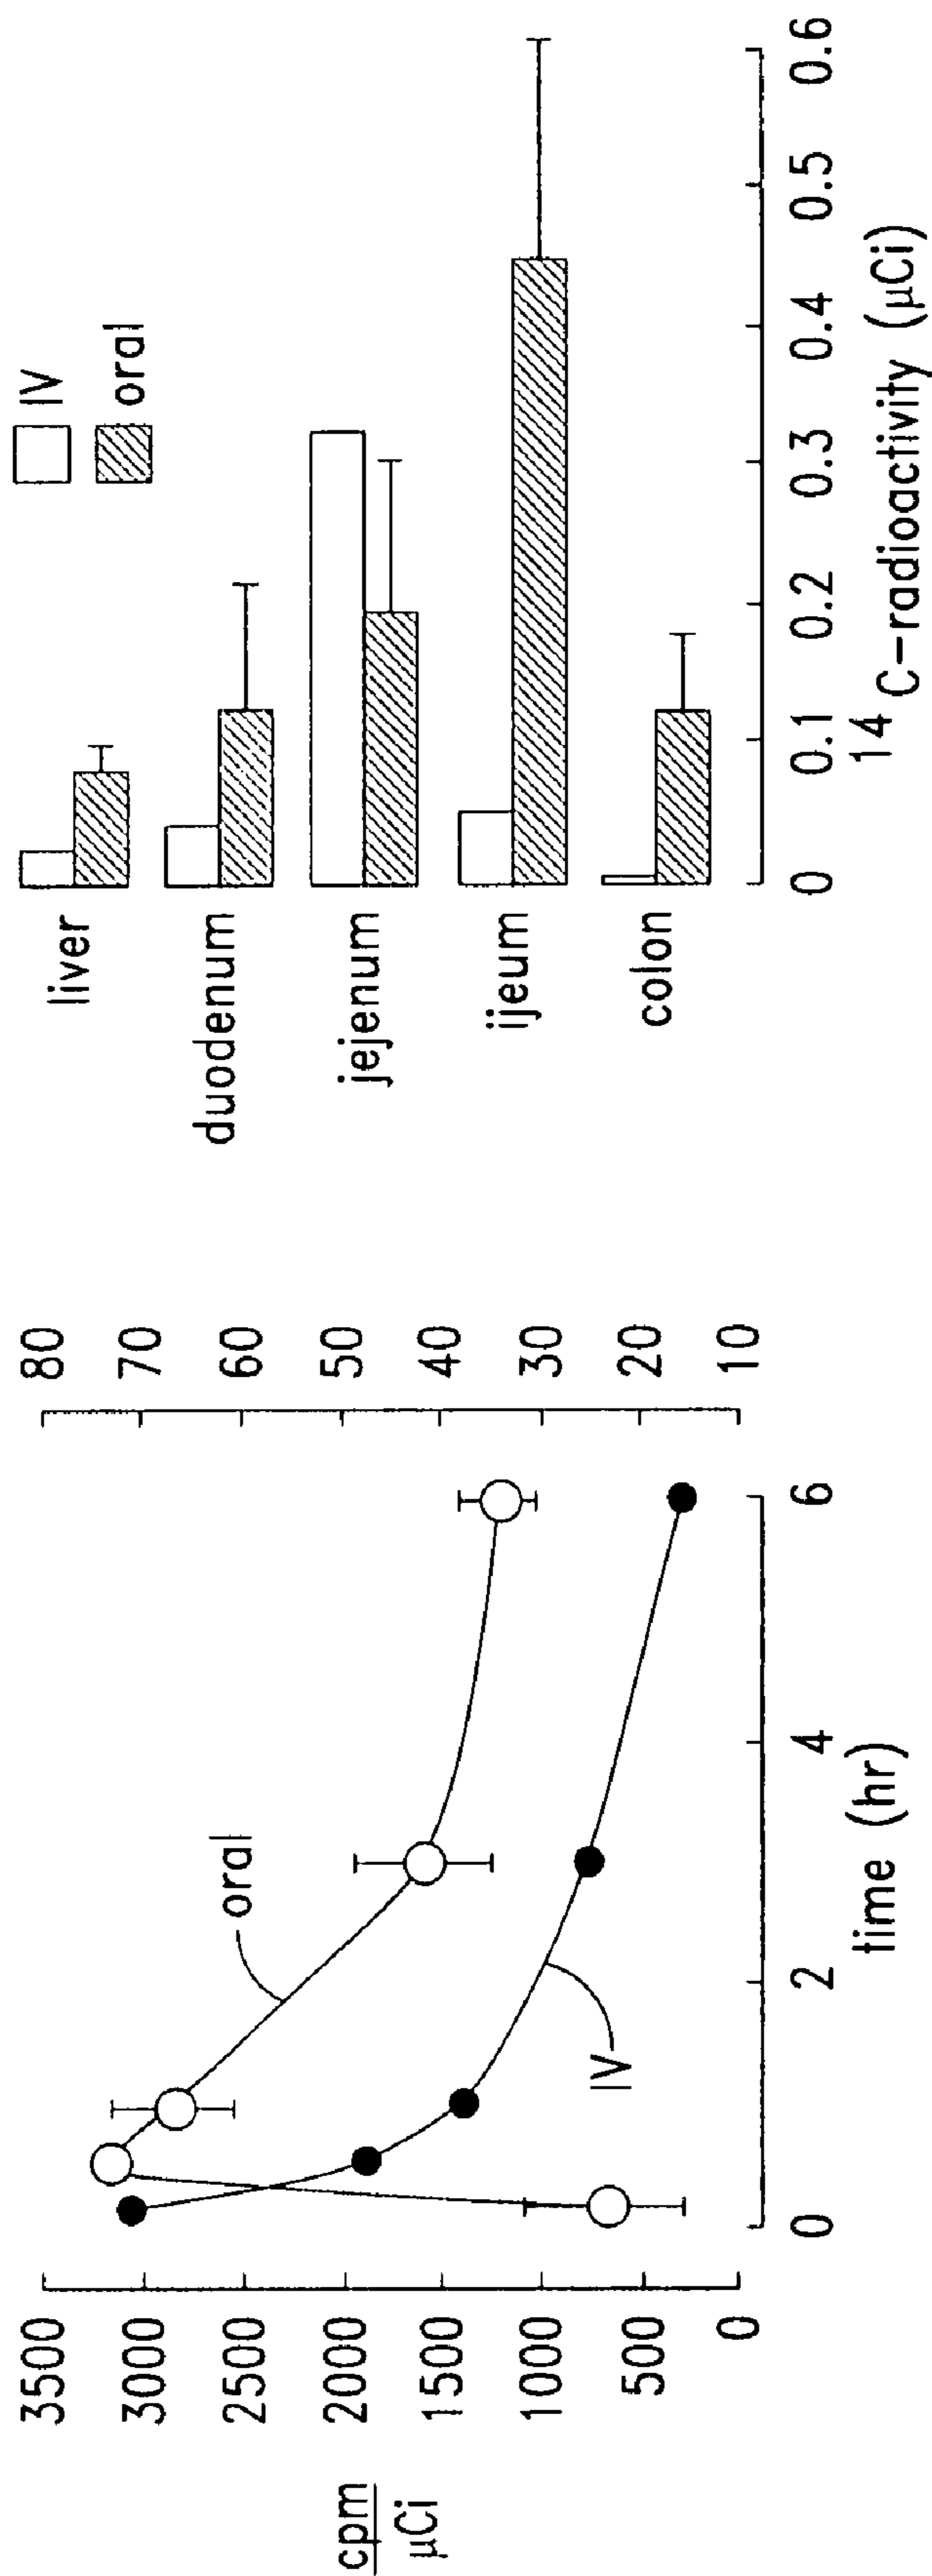 cpm
μCi
3500
3000
2500
2000
1500
1000
500
0
oral
IV
0 2 4 6
time (hr)
80
70
60
50
40
30
20
10
IV
oral
liver
duodenum
jejenum
ijeum
colon
0 0.1 0.2 0.3 0.4 0.5 0.6
14 C-radioactivity (μCi)